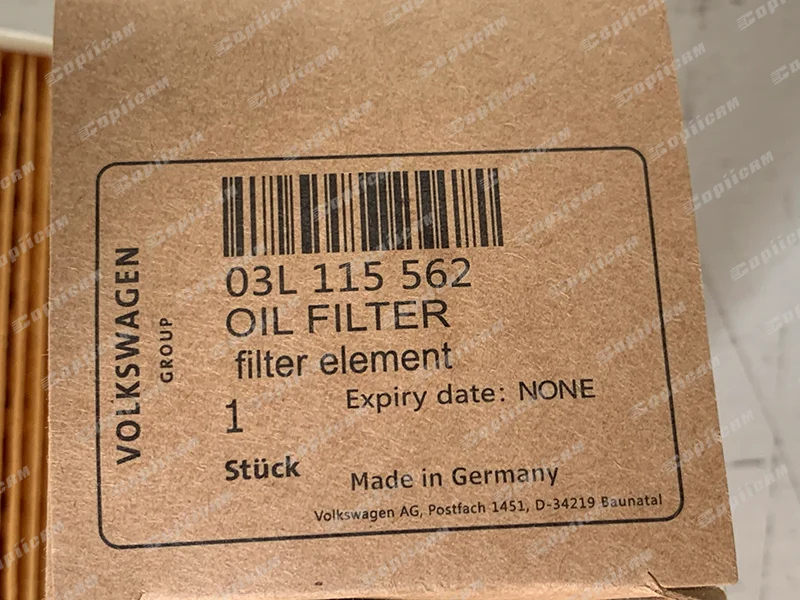 VOLKSWAGEN
GROUP
03L 115 562
OIL FILTER
filter element
Expiry date: NONE
1
Stück
Made in Germany
Volkswagen AG, Postfach 1451, D-34219 Baunatal
Copiicam